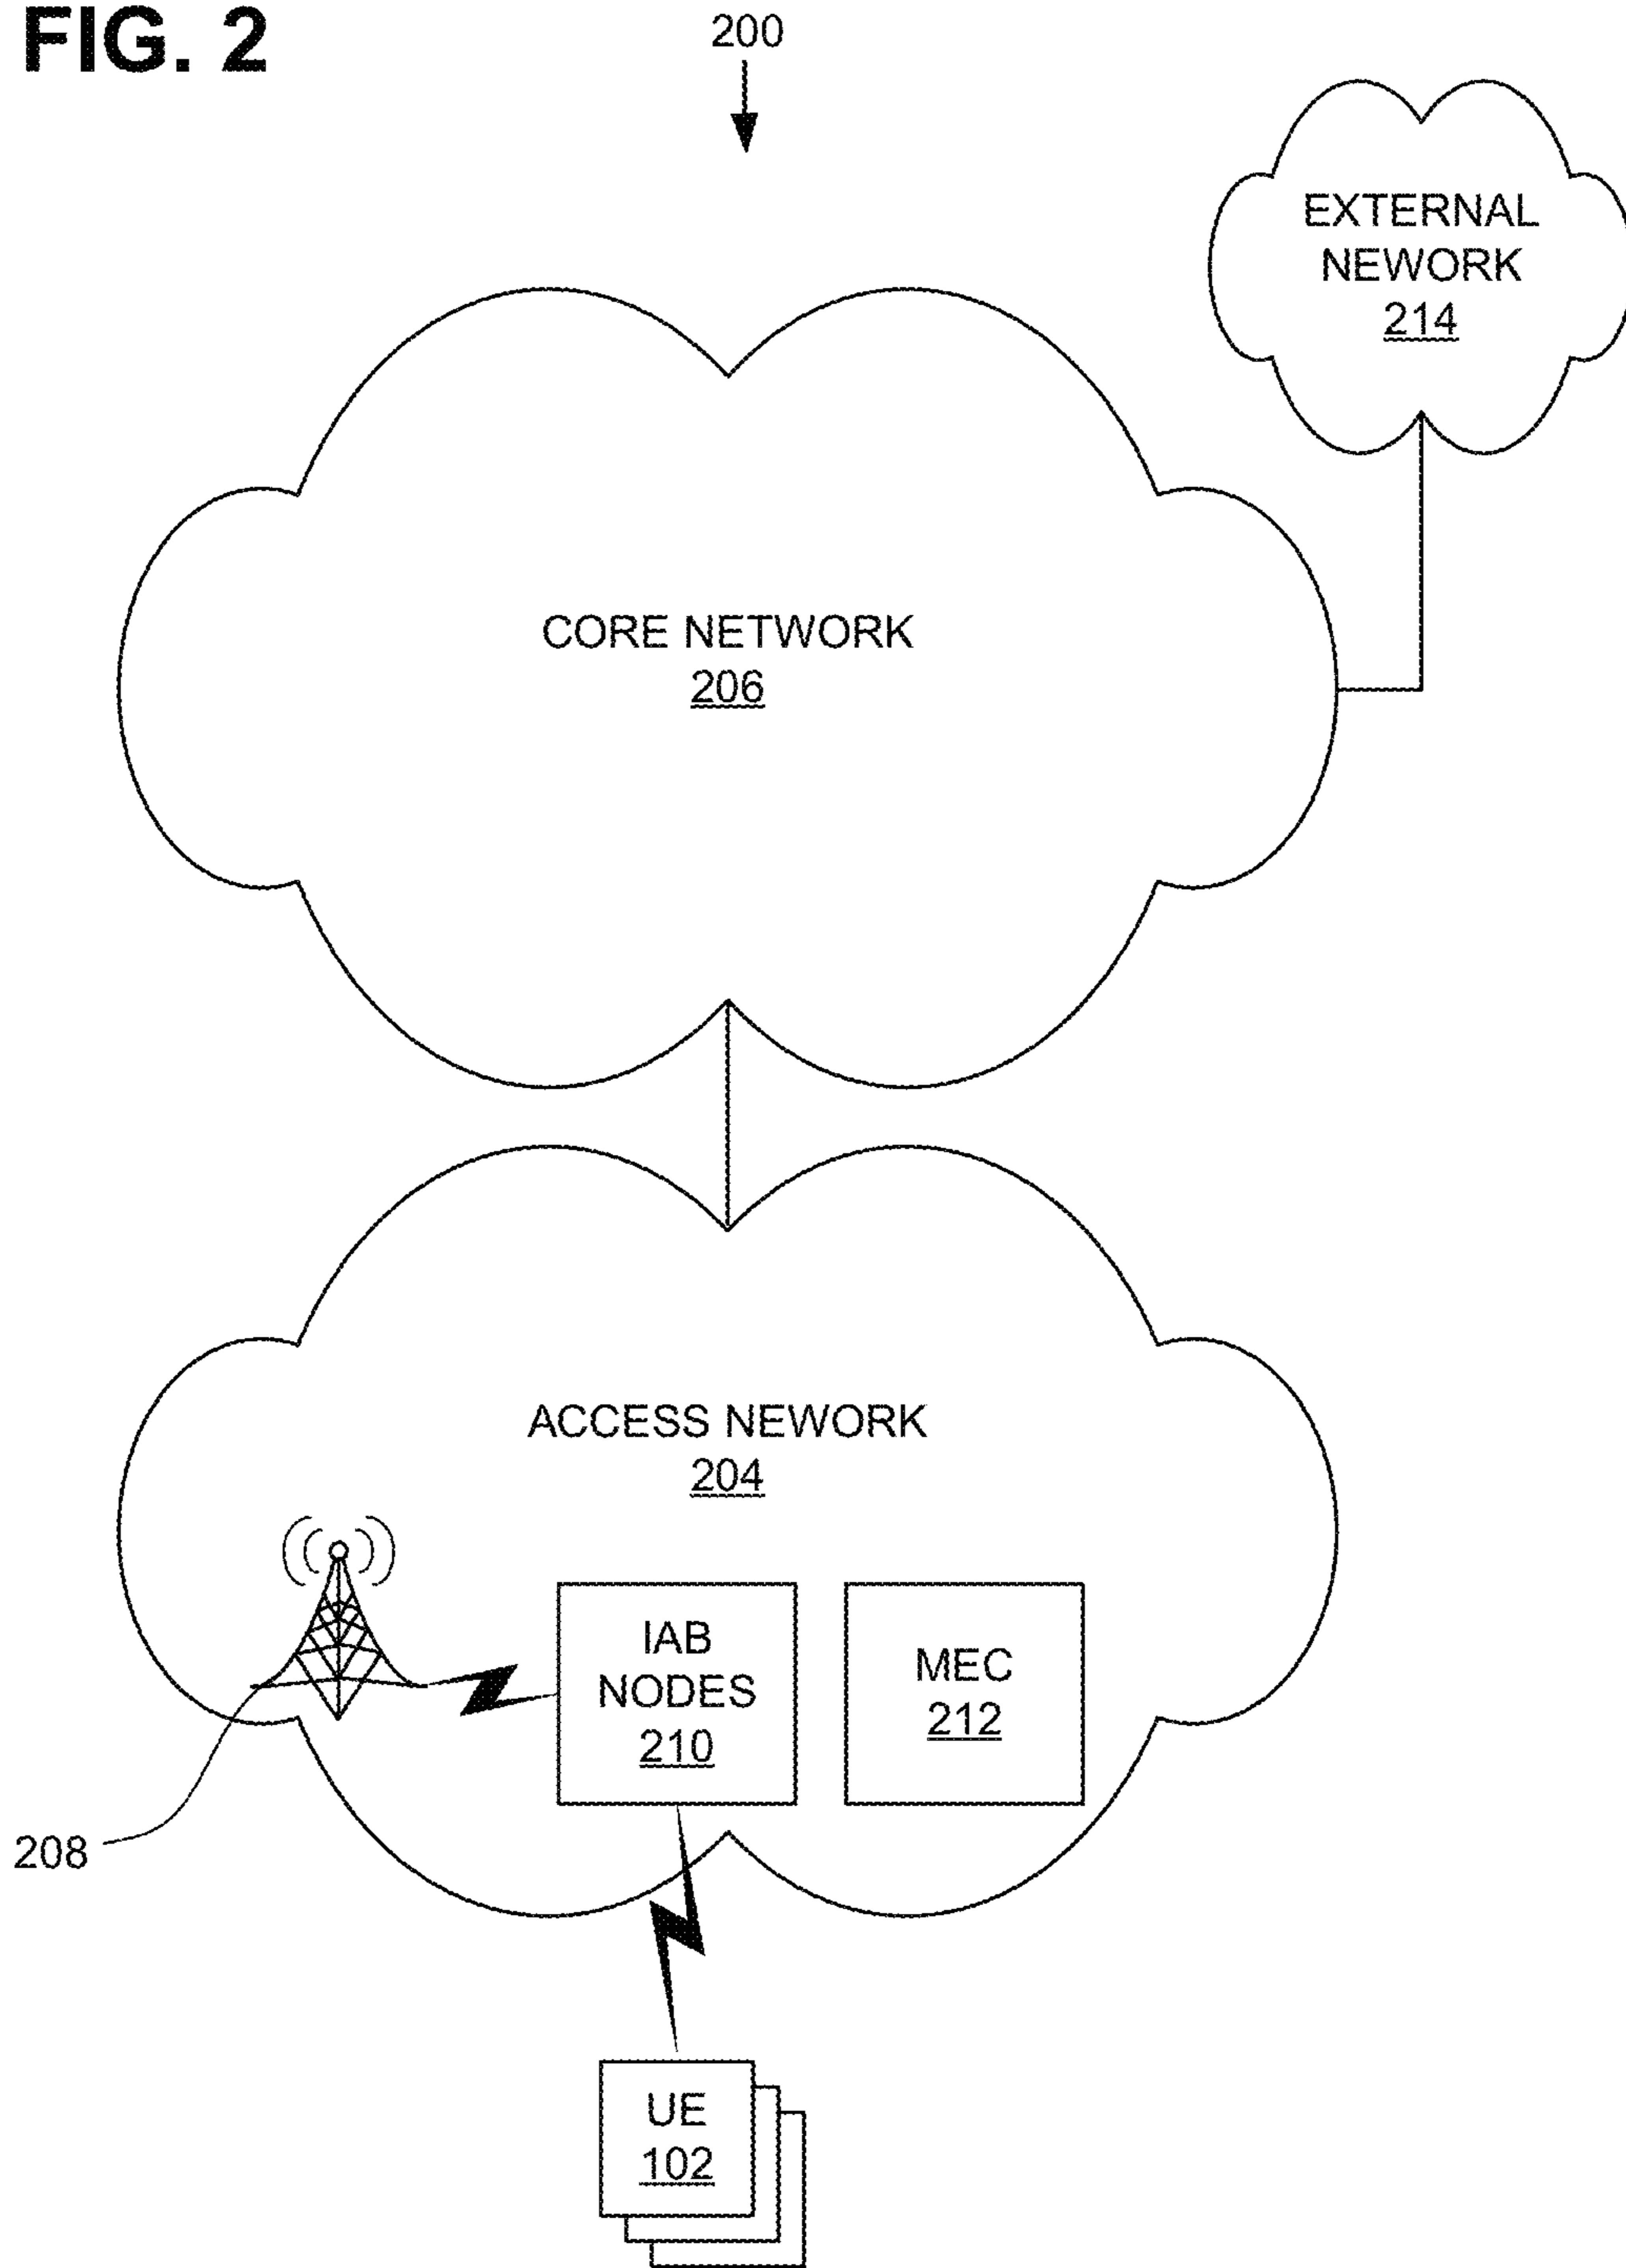 FIG. 2
200
EXTERNAL
NEWORK
214
CORE NETWORK
206
ACCESS NEWORK
204
IAB
NODES
210
MEC
212
208
UE
102